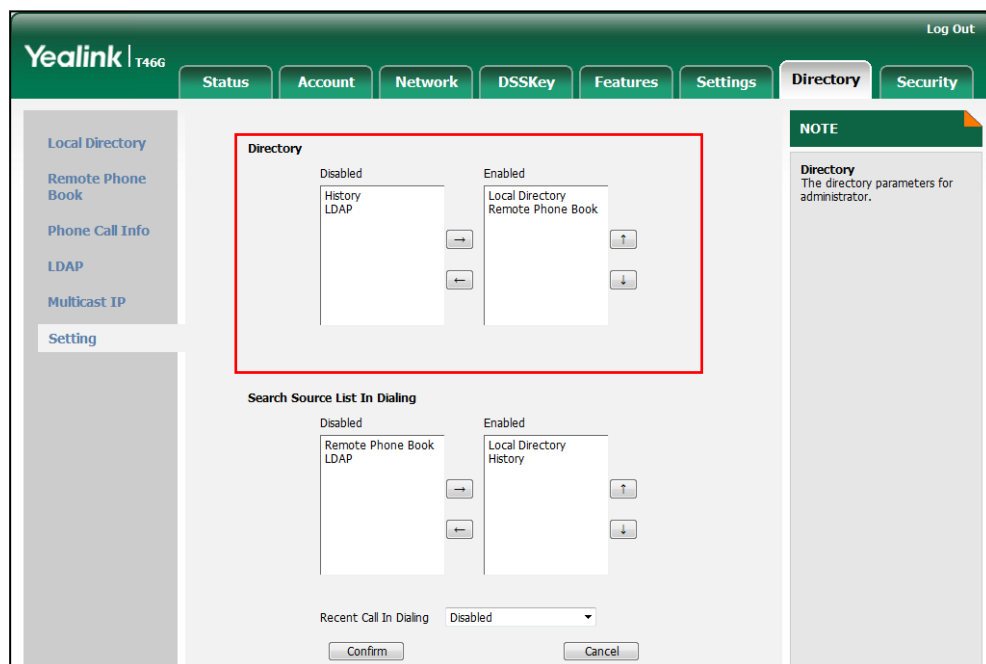 Log Out
Yealink T46G
Status Account Network DSSKey Features Settings Directory Security
Local Directory
Remote Phone
Book
Phone Call Info
LDAP
Multicast IP
Setting
Directory
Disabled
Enabled
History
LDAP
→
←
Local Directory
Remote Phone Book
↑
↓
Search Source List In Dialing
Disabled
Enabled
Remote Phone Book
LDAP
→
←
Local Directory
History
↑
↓
Recent Call In Dialing Disabled
Confirm Cancel
NOTE
Directory
The directory parameters for
administrator.